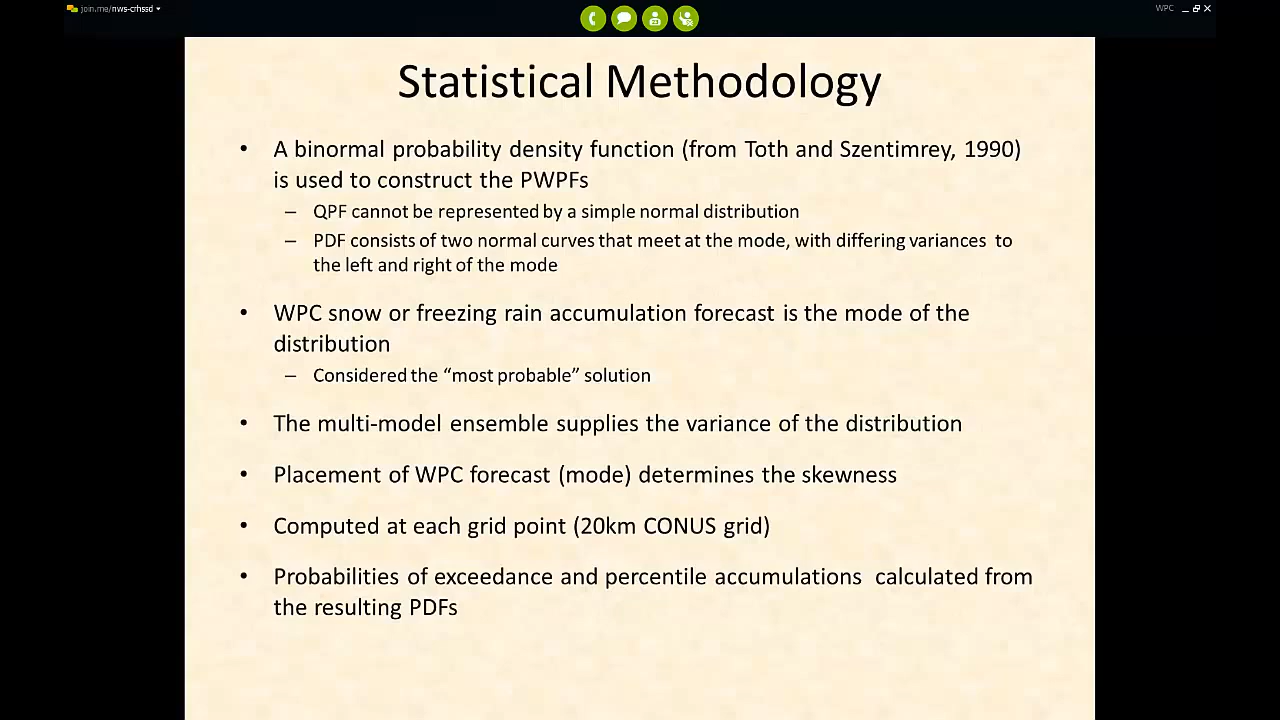 join.me/nws-crhssd
WPC
Statistical Methodology
• A binormal probability density function (from Toth and Szentimrey, 1990)
is used to construct the PWPFs
– QPF cannot be represented by a simple normal distribution
– PDF consists of two normal curves that meet at the mode, with differing variances to
the left and right of the mode
• WPC snow or freezing rain accumulation forecast is the mode of the
distribution
– Considered the “most probable” solution
• The multi-model ensemble supplies the variance of the distribution
• Placement of WPC forecast (mode) determines the skewness
• Computed at each grid point (20km CONUS grid)
• Probabilities of exceedance and percentile accumulations calculated from
the resulting PDFs